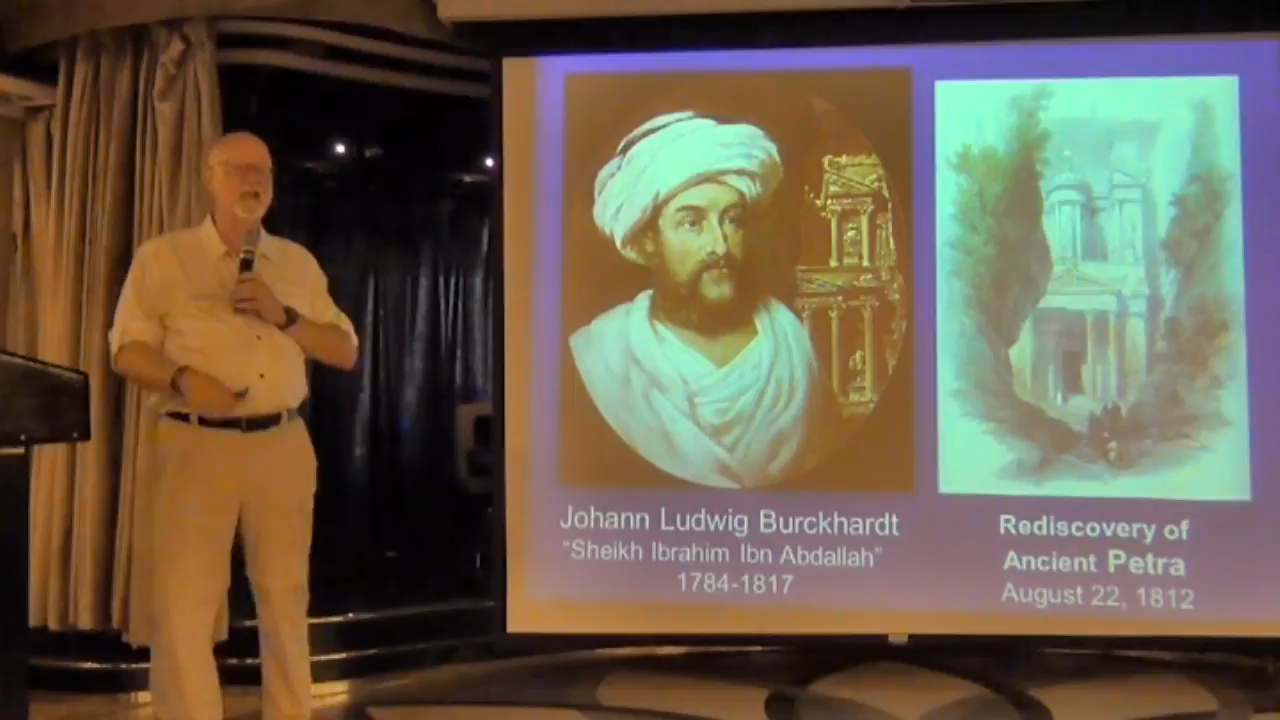 Johann Ludwig Burckhardt
“Sheikh Ibrahim Ibn Abdallah”
1784-1817
Rediscovery of
Ancient Petra
August 22, 1812